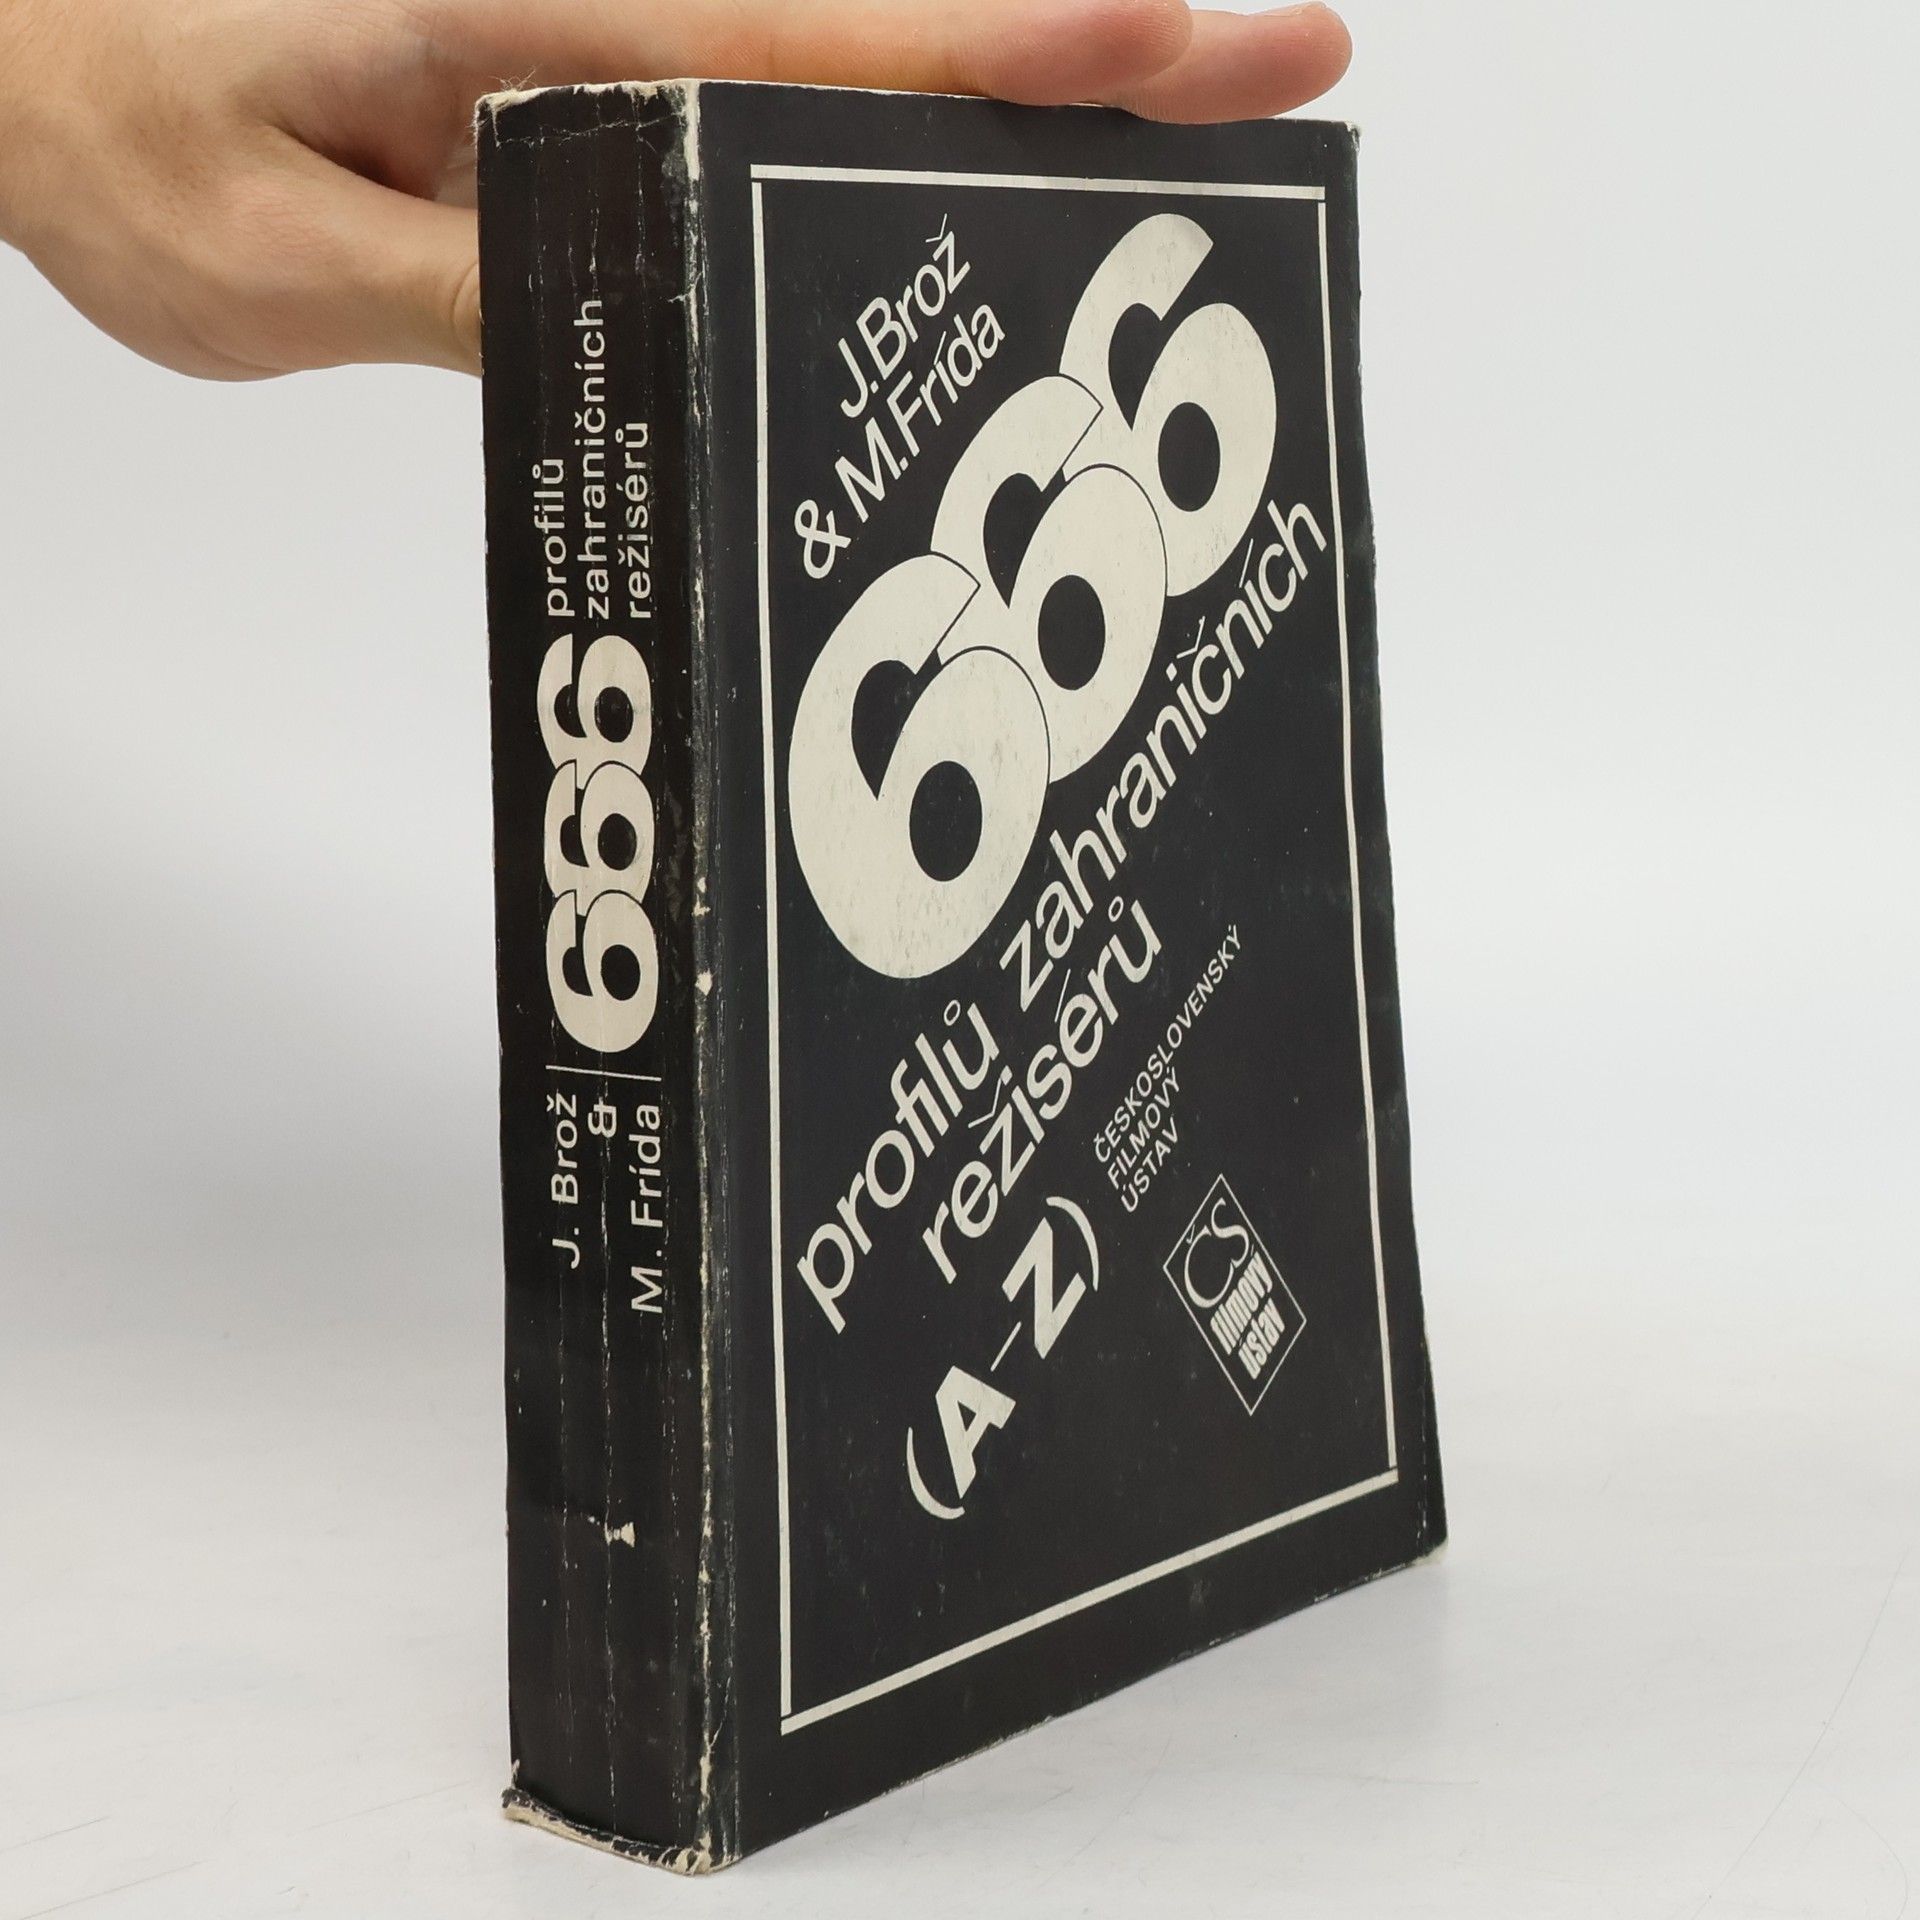 J. Brož
&
M. Frída
666
profilů
zahraničních
režisérů
J.Brož
& M.Frída
666
profilů zahraničních
režisérů
(A–Z)
ČESKOSLOVENSKÝ
FILMOVÝ
ÚSTAV
ČS
filmový
ústav